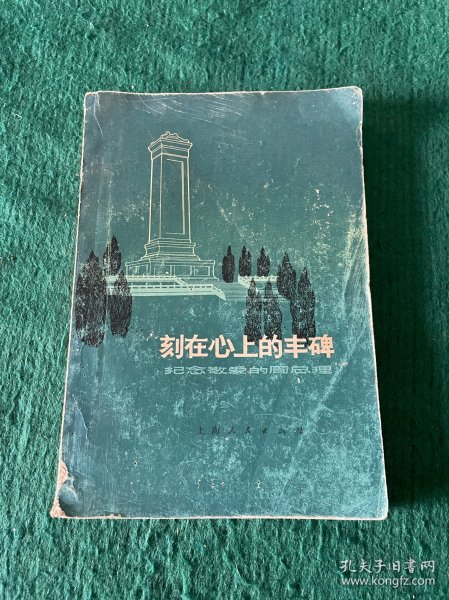 刻在心上的丰碑
纪念敬爱的周总理
上海人民出版社
孔夫子旧书网
www.kongfz.com